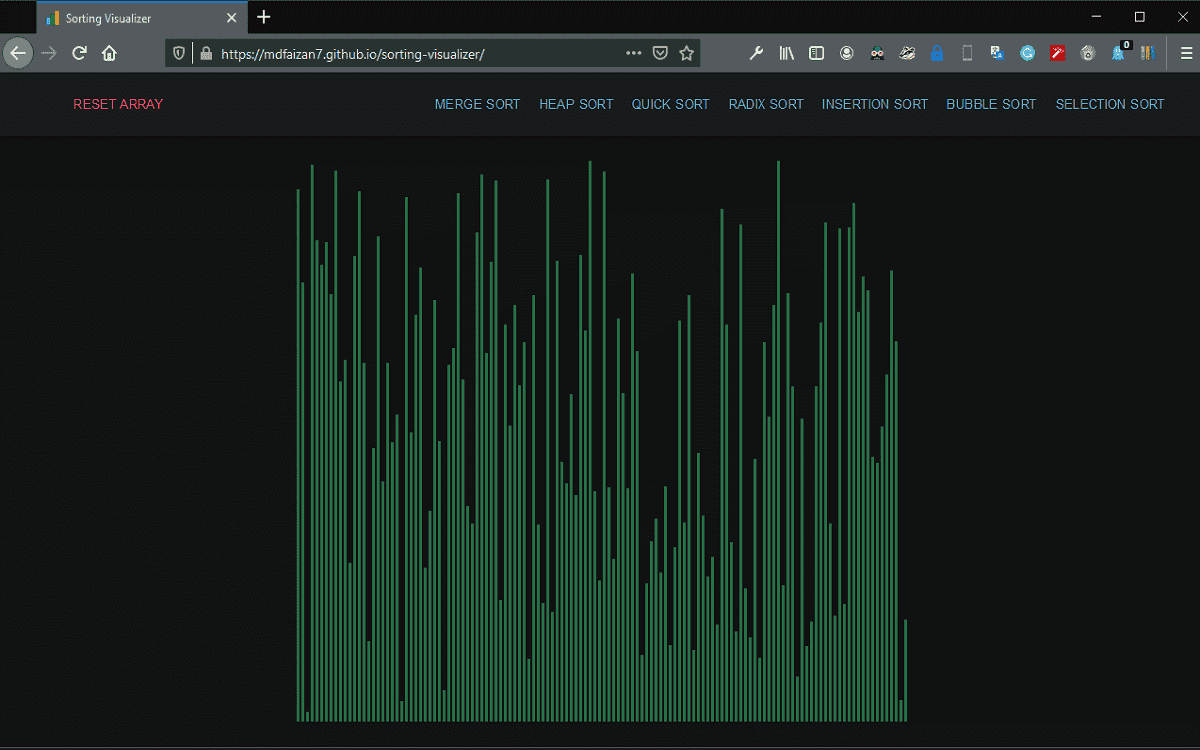 Sorting Visualizer
https://mdfaizan7.github.io/sorting-visualizer/
0
RESET ARRAY MERGE SORT HEAP SORT QUICK SORT RADIX SORT INSERTION SORT BUBBLE SORT SELECTION SORT